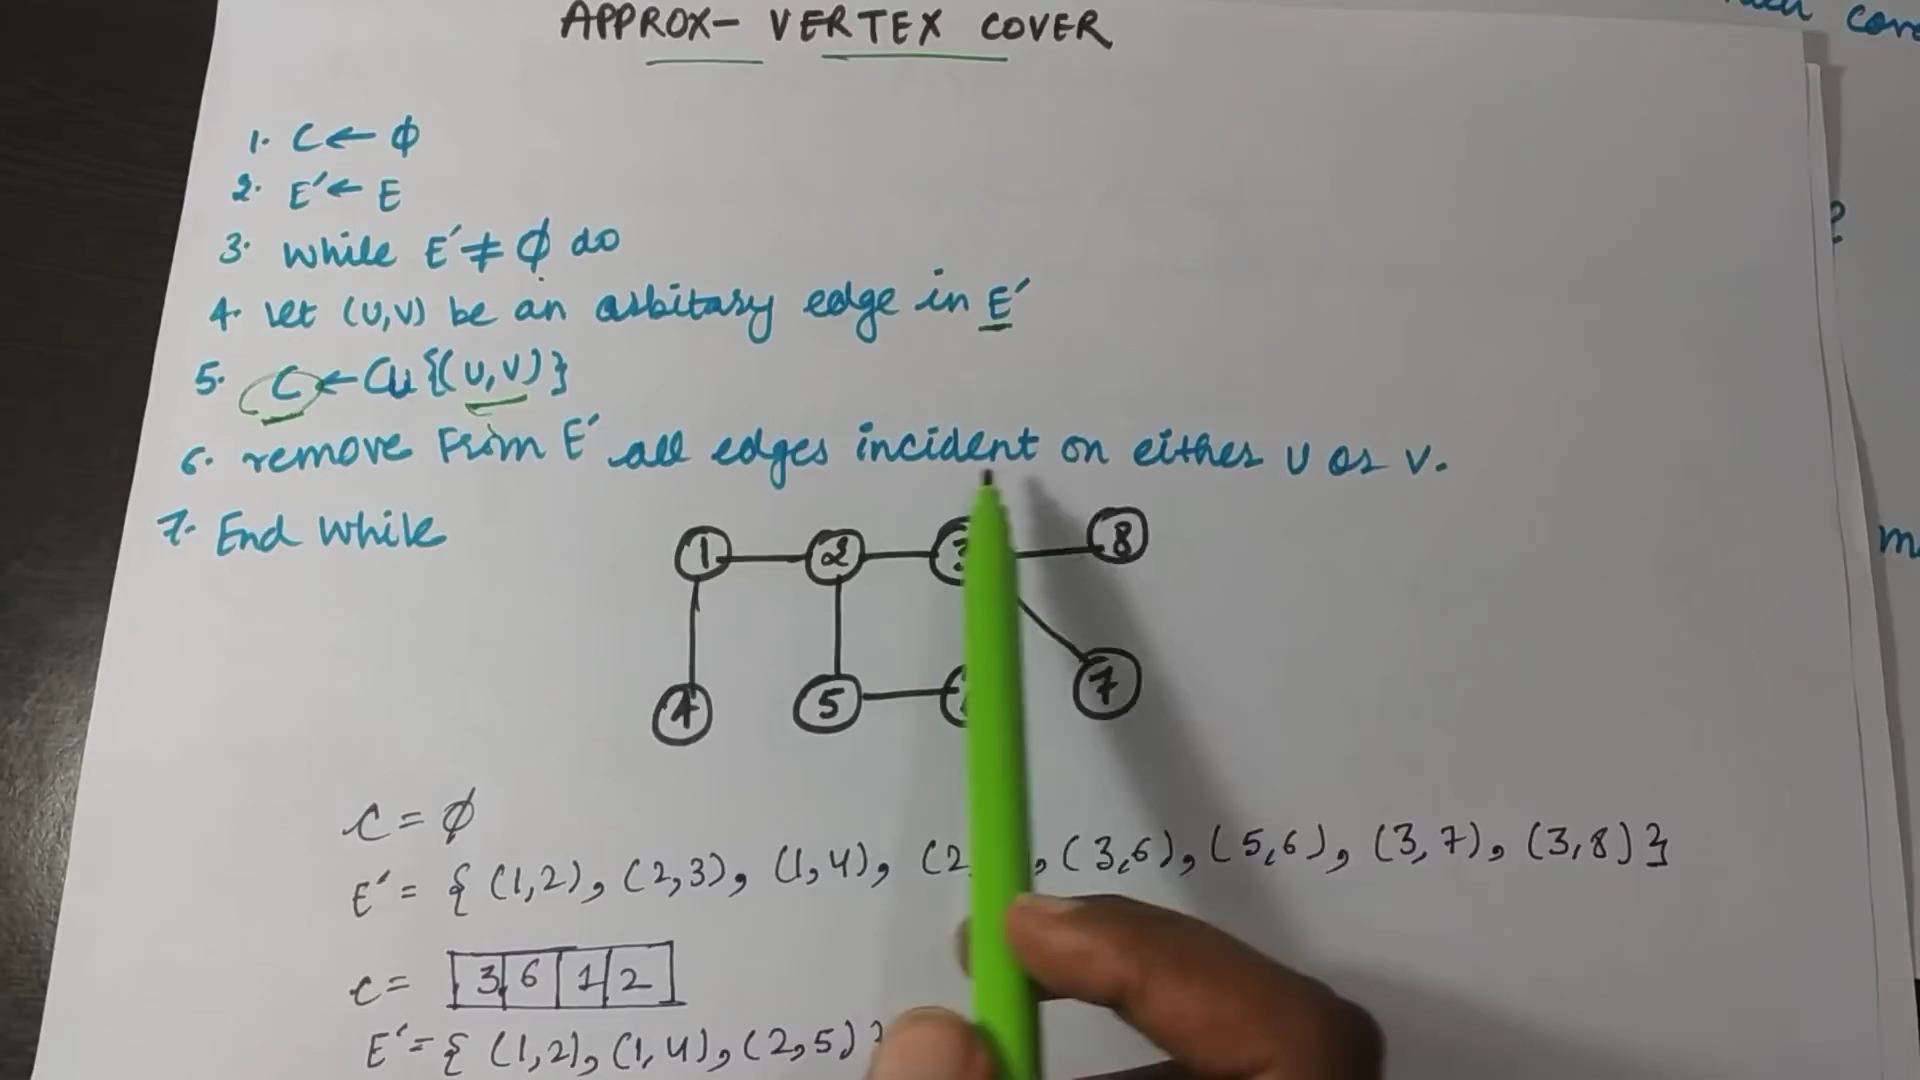 APPROX- VERTEX COVER
1. C ← ϕ
2. E' ← E
3. while E' ≠ ϕ do
4. let (u,v) be an arbitary edge in E'
5. C ← C u {(u,v)}
6. remove From E' all edges incident on either u or v.
7. End While
1 2 3 8
4 5 7
C = ϕ
E' = { (1,2), (2,3), (1,4), (2, , (3,6), (5,6), (3,7), (3,8) }
c = 3 6 1 2
E' = { (1,2), (1,4), (2,5) }
?